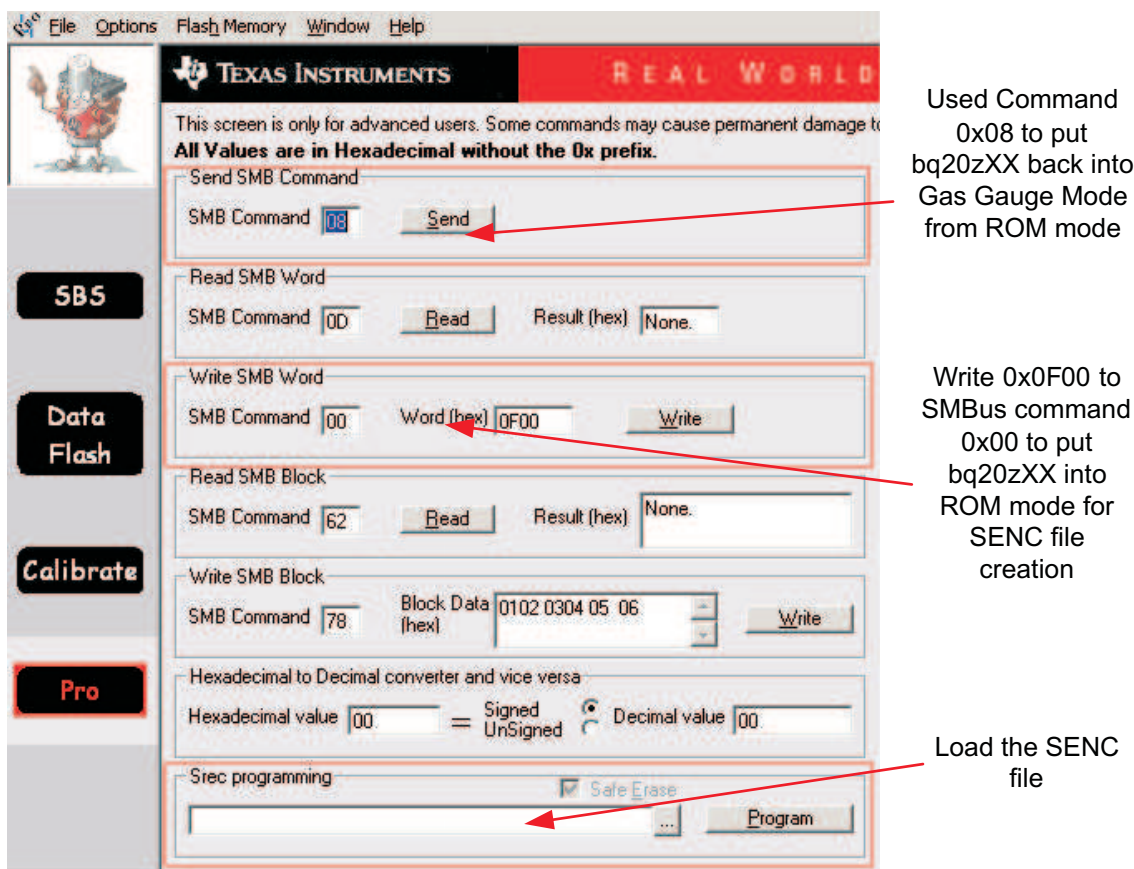 File Options Flash Memory Window Help
TEXAS INSTRUMENTS
REAL WORLD
This screen is only for advanced users. Some commands may cause permanent damage to
All Values are in Hexadecimal without the 0x prefix.
Send SMB Command
SMB Command 08 Send
Read SMB Word
SMB Command 0D Read Result (hex) None.
Write SMB Word
SMB Command 00 Word (hex) 0F00 Write
Read SMB Block
SMB Command 62 Read Result (hex) None.
Write SMB Block
SMB Command 78 Block Data (hex) 0102 0304 05 06 Write
Hexadecimal to Decimal converter and vice versa
Hexadecimal value 00 = Signed UnSigned Decimal value 00
Srec programming
Safe Erase
... Program
SBS
Data
Flash
Calibrate
Pro
Used Command
0x08 to put
bq20zXX back into
Gas Gauge Mode
from ROM mode
Write 0x0F00 to
SMBus command
0x00 to put
bq20zXX into
ROM mode for
SENC file
creation
Load the SENC
file